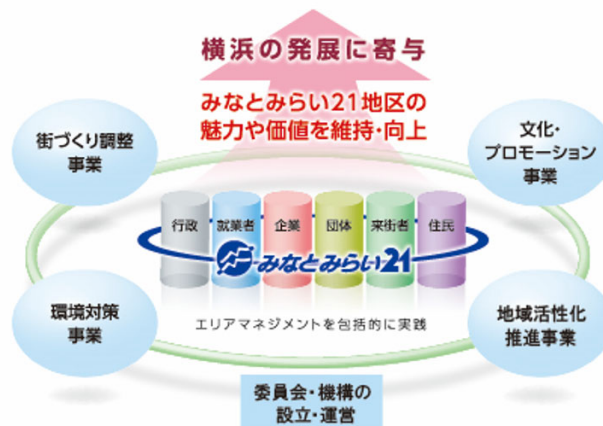 横浜の発展に寄与
みなとみらい21地区の
魅力や価値を維持・向上
街づくり調整
事業
文化・
プロモーション
事業
行政
就業者
企業
団体
来街者
住民
みなとみらい21
環境対策
事業
地域活性化
推進事業
エリアマネジメントを包括的に実践
委員会・機構の
設立・運営